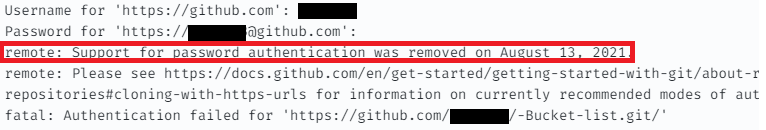 Username for 'https://github.com':
Password for 'https://@github.com':
remote: Support for password authentication was removed on August 13, 2021.
remote: Please see https://docs.github.com/en/get-started/getting-started-with-git/about-r
repositories#cloning-with-https-urls for information on currently recommended modes of aut
fatal: Authentication failed for 'https://github.com/ /-Bucket-list.git/'